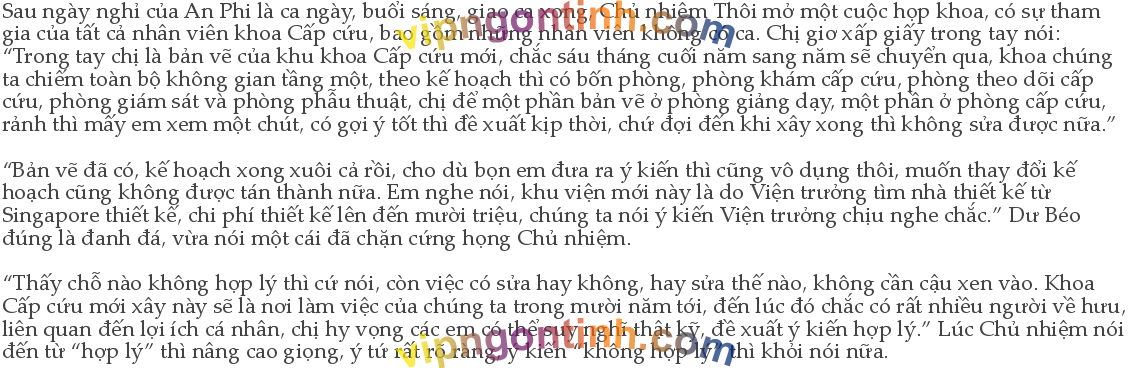 Sau ngày nghỉ của An Phi là ca ngày, buổi sáng, giao ca xong, Chủ nhiệm Thôi mở một cuộc họp khoa, có sự tham
vipngontinh.com
gia của tất cả nhân viên khoa Cấp cứu, bao gồm những nhân viên không có ca. Chị giơ xấp giấy trong tay nói:
“Trong tay chị là bản vẽ của khu khoa Cấp cứu mới, chắc sáu tháng cuối năm sang năm sẽ chuyển qua, khoa chúng
ta chiếm toàn bộ không gian tầng một, theo kế hoạch thì có bốn phòng, phòng khám cấp cứu, phòng theo dõi cấp
cứu, phòng giám sát và phòng phẫu thuật, chị để một phần bản vẽ ở phòng giảng dạy, một phần ở phòng cấp cứu,
rảnh thì mấy em xem một chút, có gợi ý tốt thì đề xuất kịp thời, chứ đợi đến khi xây xong thì không sửa được nữa.”
“Bản vẽ đã có, kế hoạch xong xuôi cả rồi, cho dù bọn em đưa ra ý kiến thì cũng vô dụng thôi, muốn thay đổi kế
hoạch cũng không được tán thành nữa. Em nghe nói, khu viện mới này là do Viện trưởng tìm nhà thiết kế từ
Singapore thiết kế, chi phí thiết kế lên đến mười triệu, chúng ta nói ý kiến Viện trưởng chịu nghe chắc.” Dư Béo
đúng là đanh đá, vừa nói một cái đã chặn cứng họng Chủ nhiệm.
“Thấy chỗ nào không hợp lý thì cứ nói, còn việc có sửa hay không, hay sửa thế nào, không cần cậu xen vào. Khoa
Cấp cứu mới xây này sẽ là nơi làm việc của chúng ta trong mười năm tới, đến lúc đó chắc có rất nhiều người về hưu,
liên quan đến lợi ích cá nhân, chị hy vọng các em có thể suy nghĩ thật kỹ, đề xuất ý kiến hợp lý.” Lúc Chủ nhiệm nói
vipngontinh.com
đến từ “hợp lý” thì nâng cao giọng, ý tứ rất rõ ràng, ý kiến “không hợp lý” thì khỏi nói nữa.